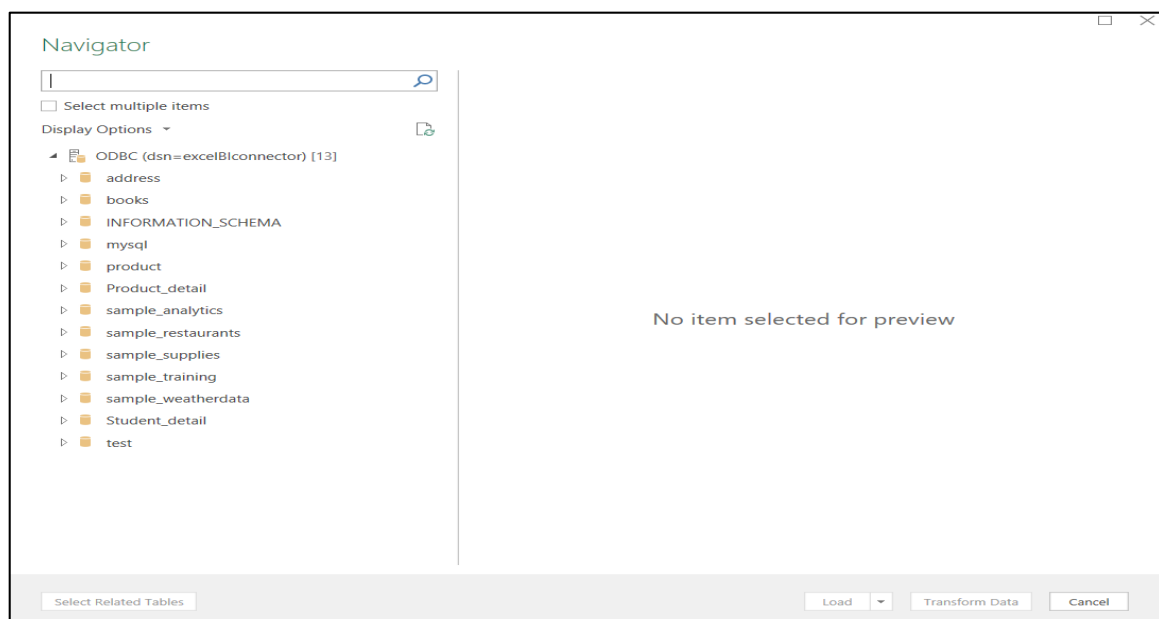 Navigator
Select multiple items
Display Options
ODBC (dsn=excelBIconnector) [13]
address
books
INFORMATION_SCHEMA
mysql
product
Product_detail
sample_analytics
sample_restaurants
sample_supplies
sample_training
sample_weatherdata
Student_detail
test
No item selected for preview
Select Related Tables
Load
Transform Data
Cancel